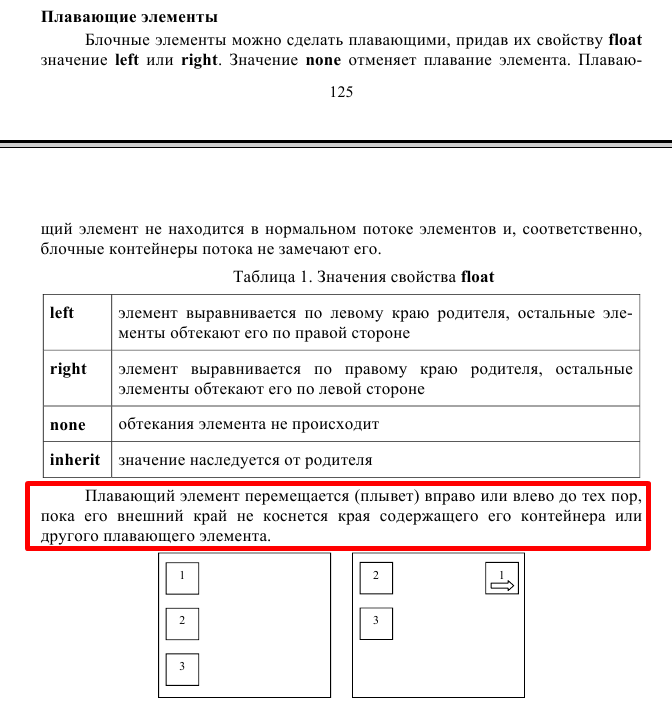 Плавающие элементы
Блочные элементы можно сделать плавающими, придав их свойству float
значение left или right. Значение none отменяет плавание элемента. Плаваю-
125
щий элемент не находится в нормальном потоке элементов и, соответственно,
блочные контейнеры потока не замечают его.
Таблица 1. Значения свойства float
left элемент выравнивается по левому краю родителя, остальные эле-
менты обтекают его по правой стороне
right элемент выравнивается по правому краю родителя, остальные
элементы обтекают его по левой стороне
none обтекания элемента не происходит
inherit значение наследуется от родителя
Плавающий элемент перемещается (плывет) вправо или влево до тех пор,
пока его внешний край не коснется края содержащего его контейнера или
другого плавающего элемента.
1 2 1
2 3
3